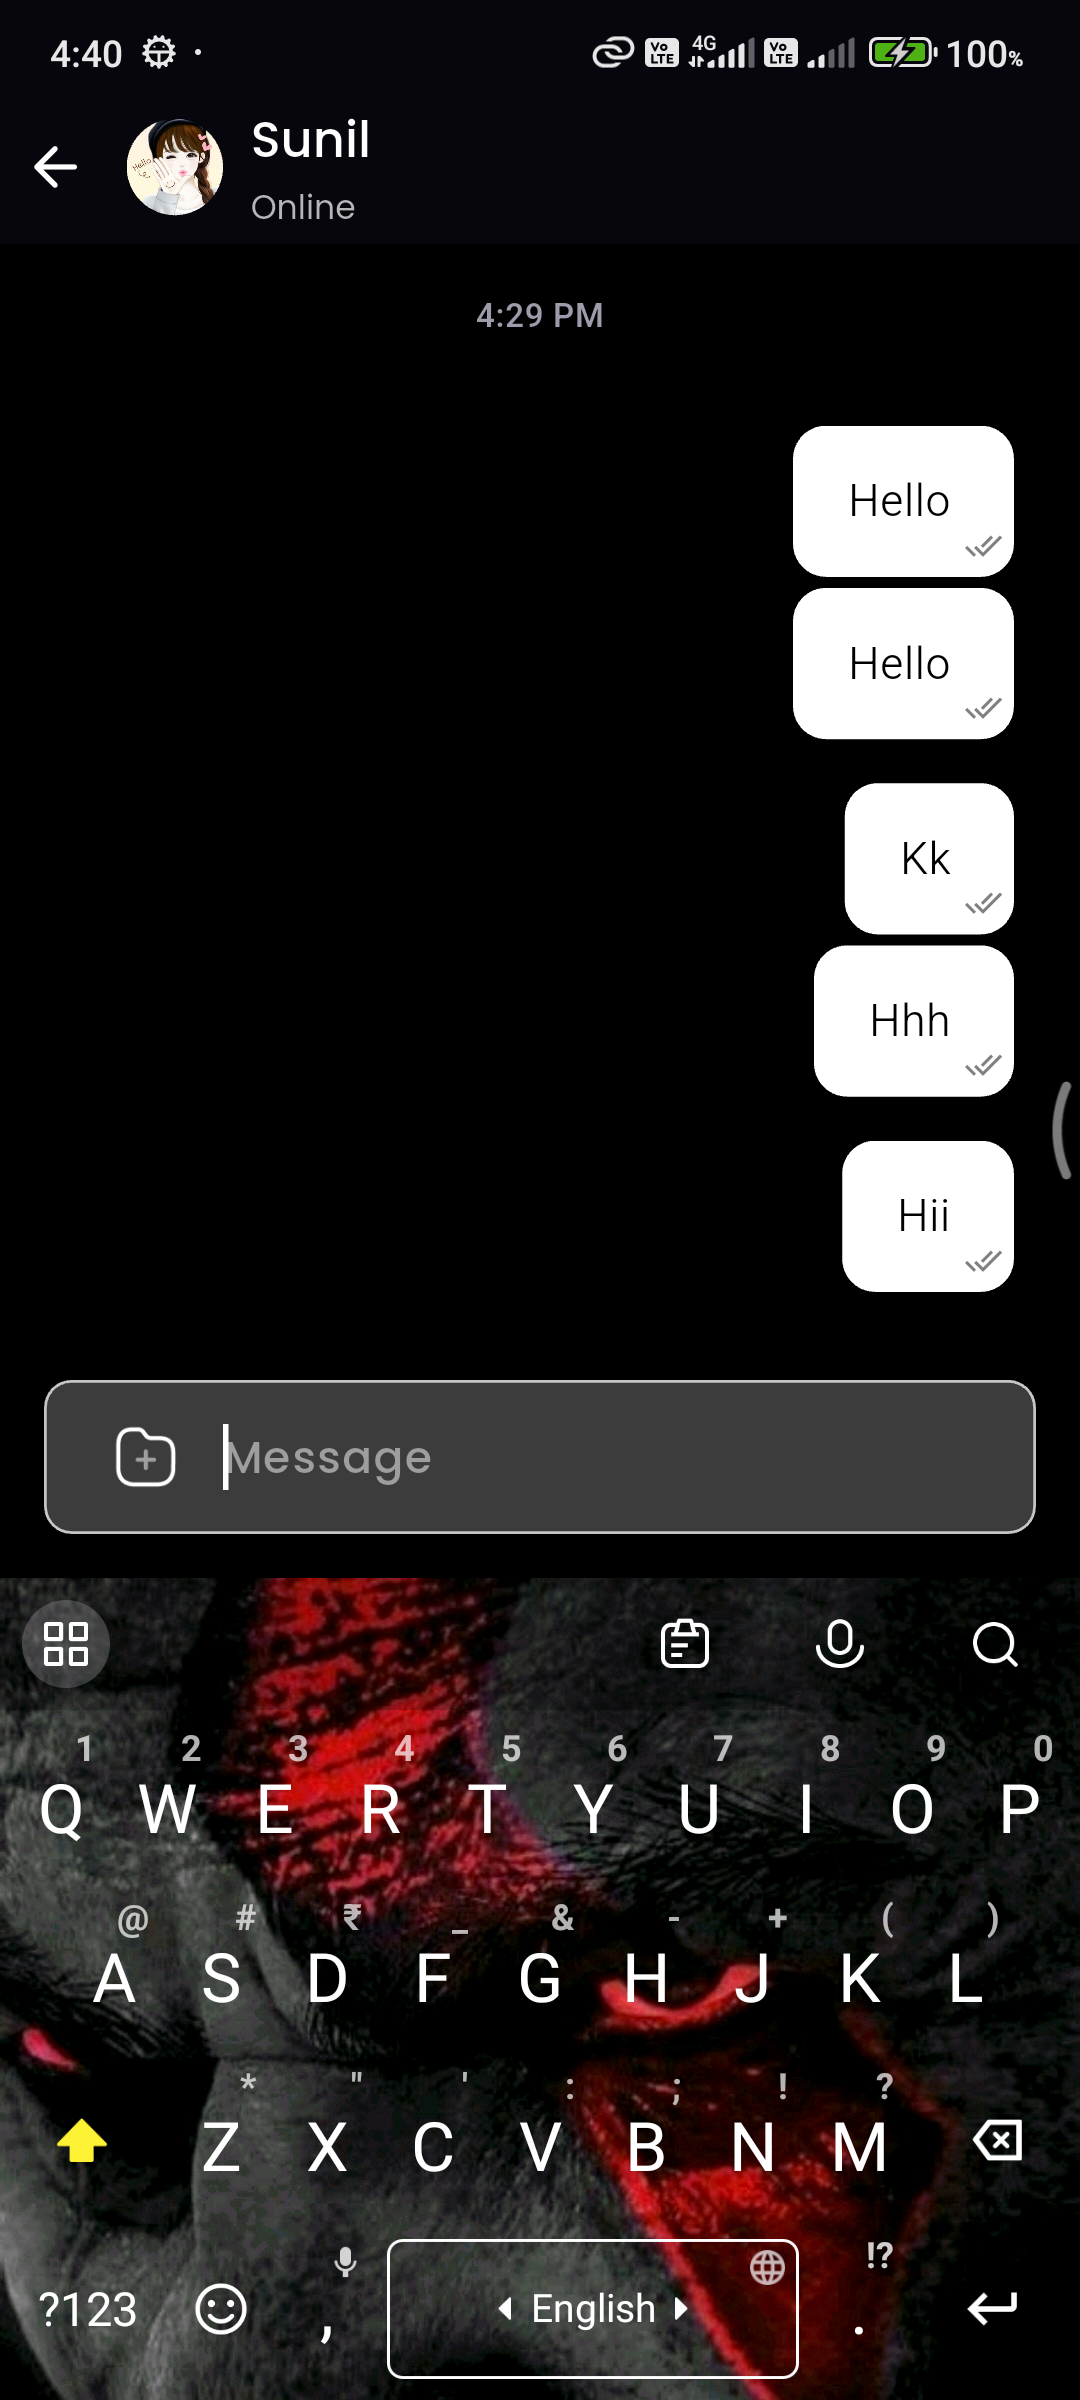 4:40 Vo LTE 4G Vo LTE 100%
Sunil
Online
Hello
4:29 PM
Hello
Hello
Kk
Hhh
Hii
Message
1 2 3 4 5 6 7 8 9 0
Q W E R T Y U I O P
@ # ₹ _ & - + ( )
A S D F G H J K L
* " ' : ; ! ?
Z X C V B N M
!?
?123 , English .